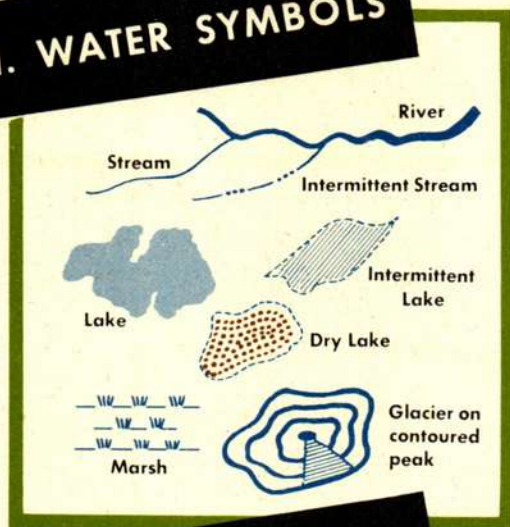 . WATER SYMBOLS
River
Stream
Intermittent Stream
Lake
Intermittent
Lake
Dry Lake
Marsh
Glacier on
contoured
peak